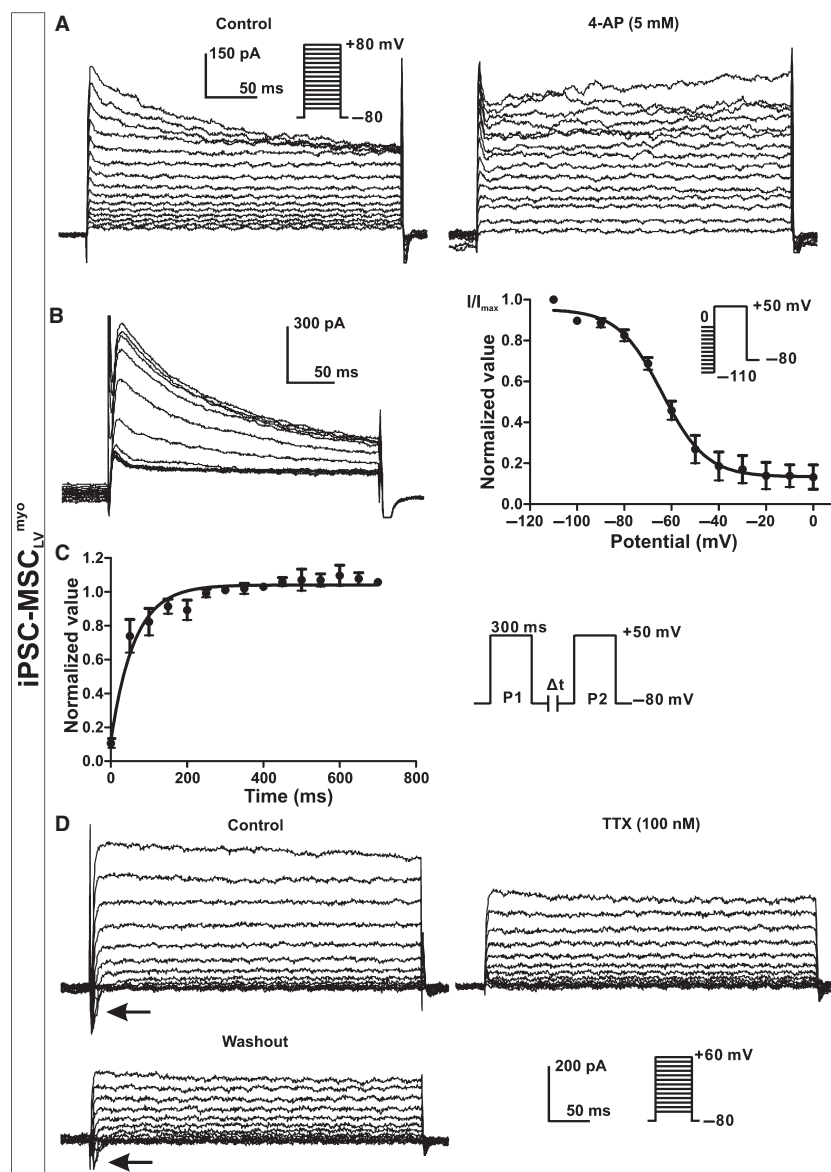 iPSC-MSC LV myo
A
Control
4-AP (5 mM)
150 pA
50 ms
+80 mV
–80
B
300 pA
50 ms
I/Imax
Normalized value
1.0
0.8
0.6
0.4
0.2
0.0
–120 –100 –80 –60 –40 –20 0
Potential (mV)
0
+50 mV
–80
–110
C
Normalized value
1.2
1.0
0.8
0.6
0.4
0.2
0.0
0 200 400 600 800
Time (ms)
300 ms
+50 mV
Δt
P1
P2
–80 mV
D
Control
TTX (100 nM)
Washout
200 pA
50 ms
+60 mV
–80